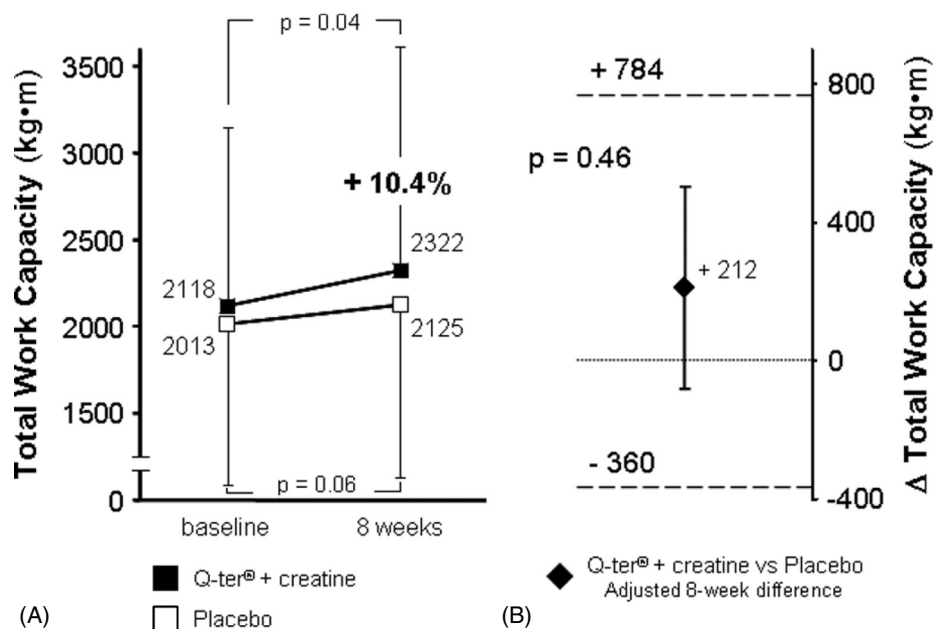 p = 0.04
3500
3000
2500
2000
1500
0
Total Work Capacity (kg•m)
+ 10.4%
2118
2322
2013
2125
p = 0.06
baseline
8 weeks
Q-ter® + creatine
Placebo
(A)
+ 784
p = 0.46
+ 212
- 360
800
400
0
-400
Δ Total Work Capacity (kg•m)
Q-ter® + creatine vs Placebo
Adjusted 8-week difference
(B)